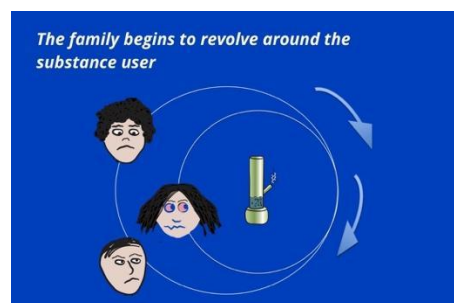 The family begins to revolve around the
substance user